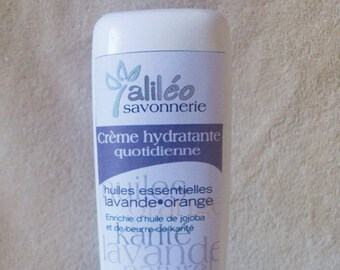 aliléo
savonnerie
Crème hydratante
quotidienne
huiles essentielles
lavande•orange
Enrichie d'huile de jojoba
et de beurre de karité
huiles
karité
lavande